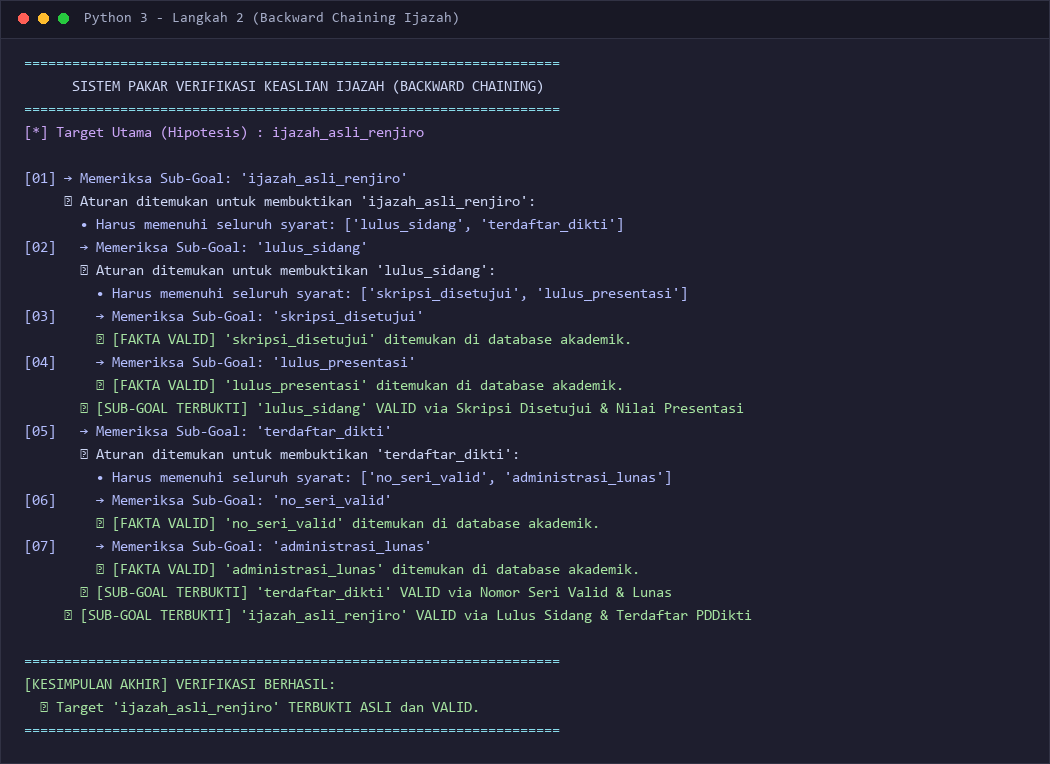 Python 3 - Langkah 2 (Backward Chaining Ijazah)
===================================================================
SISTEM PAKAR VERIFIKASI KEASLIAN IJAZAH (BACKWARD CHAINING)
===================================================================
[*] Target Utama (Hipotesis) : ijazah_asli_renjiro
[01] → Memeriksa Sub-Goal: 'ijazah_asli_renjiro'
Aturan ditemukan untuk membuktikan 'ijazah_asli_renjiro':
• Harus memenuhi seluruh syarat: ['lulus_sidang', 'terdaftar_dikti']
[02] → Memeriksa Sub-Goal: 'lulus_sidang'
Aturan ditemukan untuk membuktikan 'lulus_sidang':
• Harus memenuhi seluruh syarat: ['skripsi_disetujui', 'lulus_presentasi']
[03] → Memeriksa Sub-Goal: 'skripsi_disetujui'
[FAKTA VALID] 'skripsi_disetujui' ditemukan di database akademik.
[04] → Memeriksa Sub-Goal: 'lulus_presentasi'
[FAKTA VALID] 'lulus_presentasi' ditemukan di database akademik.
[SUB-GOAL TERBUKTI] 'lulus_sidang' VALID via Skripsi Disetujui & Nilai Presentasi
[05] → Memeriksa Sub-Goal: 'terdaftar_dikti'
Aturan ditemukan untuk membuktikan 'terdaftar_dikti':
• Harus memenuhi seluruh syarat: ['no_seri_valid', 'administrasi_lunas']
[06] → Memeriksa Sub-Goal: 'no_seri_valid'
[FAKTA VALID] 'no_seri_valid' ditemukan di database akademik.
[07] → Memeriksa Sub-Goal: 'administrasi_lunas'
[FAKTA VALID] 'administrasi_lunas' ditemukan di database akademik.
[SUB-GOAL TERBUKTI] 'terdaftar_dikti' VALID via Nomor Seri Valid & Lunas
[SUB-GOAL TERBUKTI] 'ijazah_asli_renjiro' VALID via Lulus Sidang & Terdaftar PDDikti
===================================================================
[KESIMPULAN AKHIR] VERIFIKASI BERHASIL:
Target 'ijazah_asli_renjiro' TERBUKTI ASLI dan VALID.
===================================================================